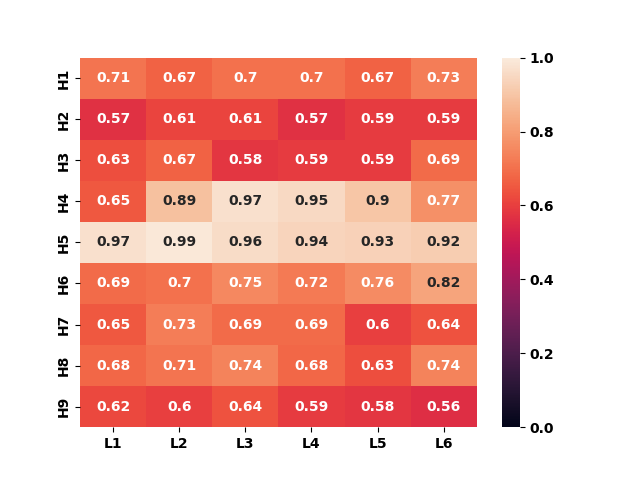 H1 0.71 0.67 0.7 0.7 0.67 0.73
H2 0.57 0.61 0.61 0.57 0.59 0.59
H3 0.63 0.67 0.58 0.59 0.59 0.69
H4 0.65 0.89 0.97 0.95 0.9 0.77
H5 0.97 0.99 0.96 0.94 0.93 0.92
H6 0.69 0.7 0.75 0.72 0.76 0.82
H7 0.65 0.73 0.69 0.69 0.6 0.64
H8 0.68 0.71 0.74 0.68 0.63 0.74
H9 0.62 0.6 0.64 0.59 0.58 0.56
L1 L2 L3 L4 L5 L6
1.0
0.8
0.6
0.4
0.2
0.0